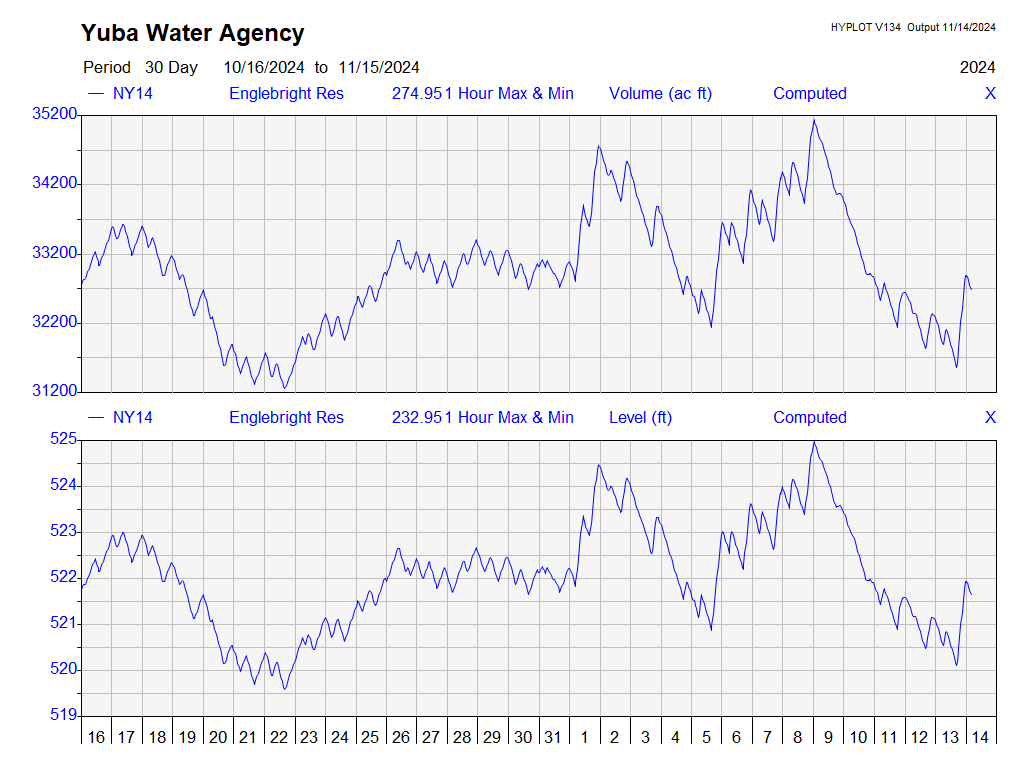 Yuba Water Agency
HYPLOT V134 Output 11/14/2024
Period 30 Day 10/16/2024 to 11/15/2024
2024
NY14 Englebright Res 274.951 Hour Max & Min Volume (ac ft) Computed X
35200
34200
33200
32200
31200
NY14 Englebright Res 232.951 Hour Max & Min Level (ft) Computed X
525
524
523
522
521
520
519
16 17 18 19 20 21 22 23 24 25 26 27 28 29 30 31 1 2 3 4 5 6 7 8 9 10 11 12 13 14